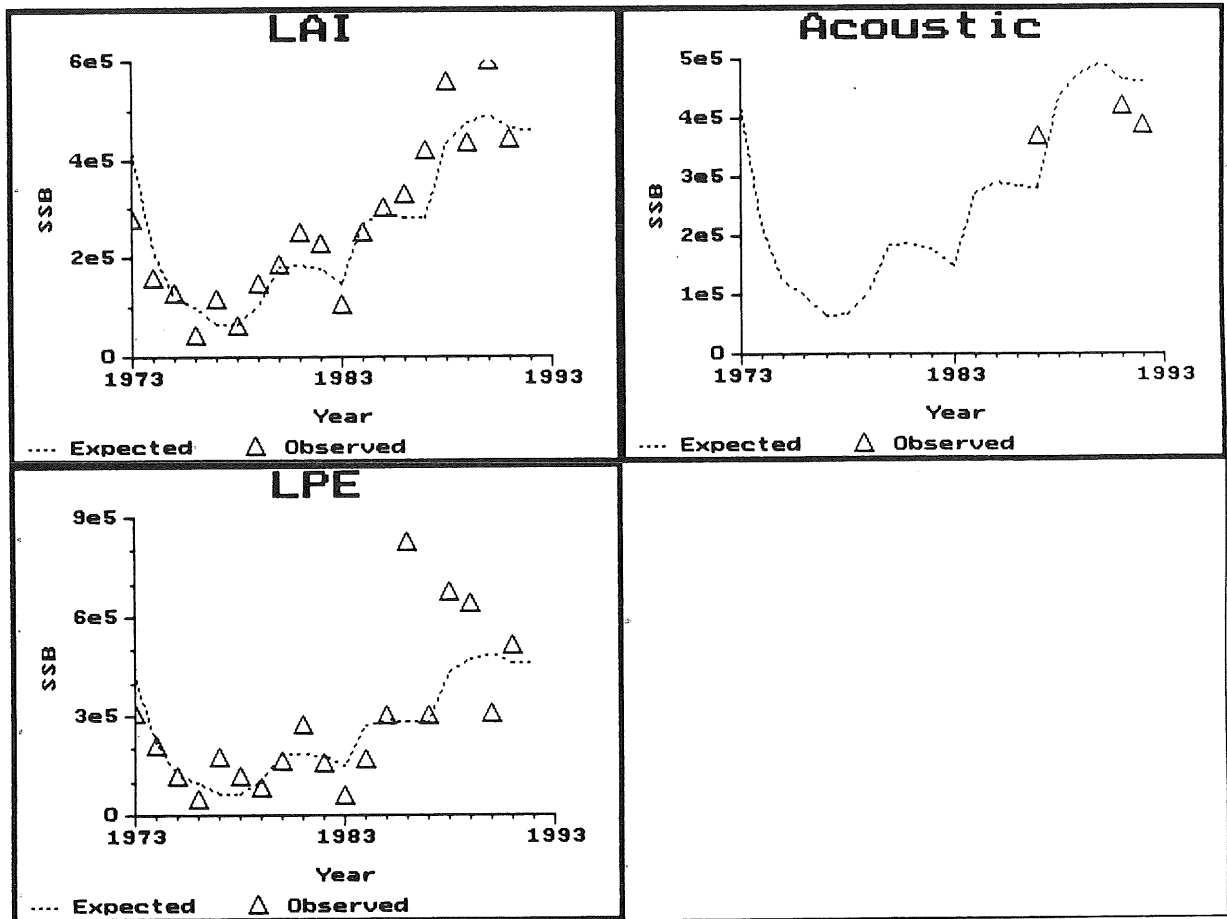 LAI
6e5
4e5
2e5
0
SSB
1973 1983 1993
Year
Expected Observed
Acoustic
5e5
4e5
3e5
2e5
1e5
0
SSB
1973 1983 1993
Year
Expected Observed
LPE
9e5
6e5
3e5
0
SSB
1973 1983 1993
Year
Expected Observed